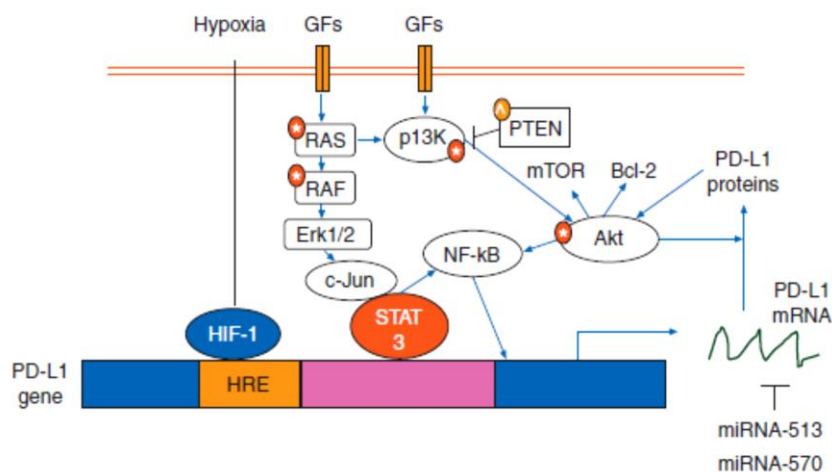 Hypoxia
GFs
GFs
RAS
p13K
PTEN
RAF
mTOR
Bcl-2
PD-L1
proteins
Erk1/2
NF-kB
Akt
c-Jun
PD-L1
mRNA
HIF-1
STAT
3
PD-L1
gene
HRE
miRNA-513
miRNA-570